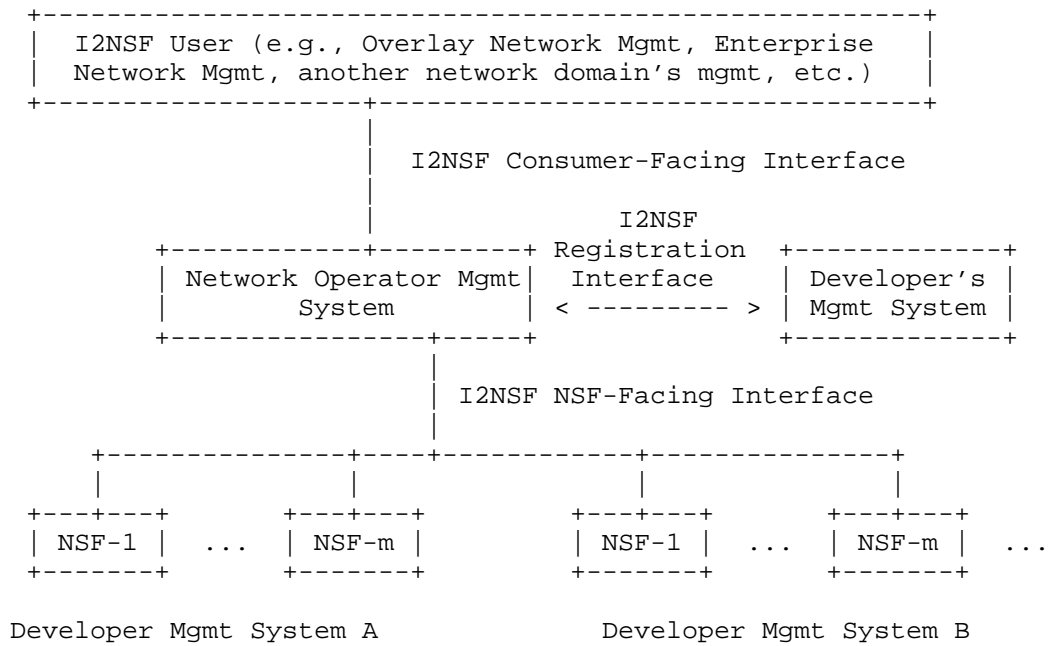 I2NSF User (e.g., Overlay Network Mgmt, Enterprise
Network Mgmt, another network domain's mgmt, etc.)
I2NSF Consumer-Facing Interface
I2NSF
Registration
Network Operator Mgmt Interface Developer's
System < --------- > Mgmt System
I2NSF NSF-Facing Interface
NSF-1 ... NSF-m NSF-1 ... NSF-m ...
Developer Mgmt System A Developer Mgmt System B